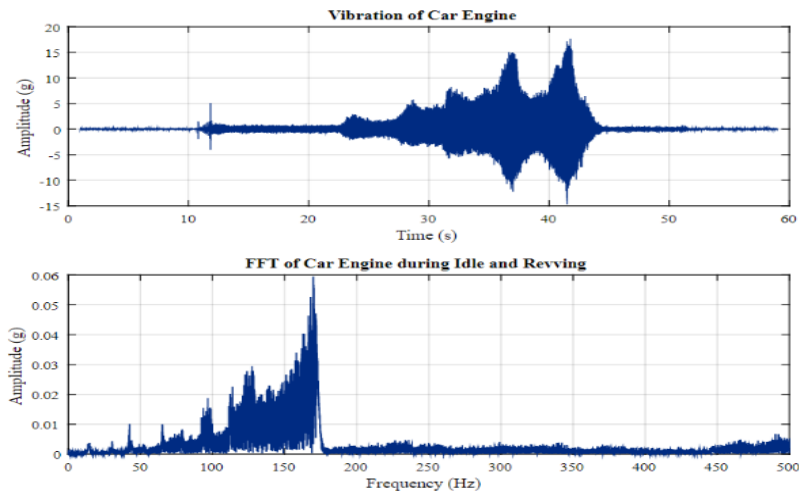 Vibration of Car Engine
20
15
10
5
0
-5
-10
-15
Amplitude (g)
0 10 20 30 40 50 60
Time (s)
FFT of Car Engine during Idle and Revving
0.06
0.05
0.04
0.03
0.02
0.01
0
Amplitude (g)
0 50 100 150 200 250 300 350 400 450 500
Frequency (Hz)